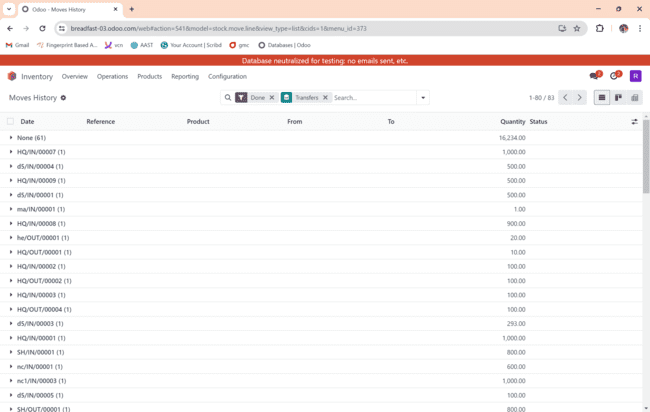 Odoo - Moves History
breadfast-03.odoo.com/web#action=541&model=stock.move.line&view_type=list&cids=1&menu_id=373
Gmail Fingerprint Based A... vcn AAST Your Account | Scribd gmc Databases | Odoo
Database neutralized for testing: no emails sent, etc.
Inventory Overview Operations Products Reporting Configuration R
Moves History Done Transfers Search... 1-80 / 83
Date Reference Product From To Quantity Status
None (61) 16,234.00
HQ/IN/00007 (1) 1,000.00
d5/IN/00004 (1) 500.00
HQ/IN/00009 (1) 500.00
d5/IN/00001 (1) 500.00
ma/IN/00001 (1) 1.00
HQ/IN/00008 (1) 900.00
he/OUT/00001 (1) 20.00
HQ/OUT/00001 (1) 10.00
HQ/IN/00002 (1) 100.00
HQ/OUT/00002 (1) 100.00
HQ/IN/00003 (1) 100.00
HQ/OUT/00004 (1) 100.00
d5/IN/00003 (1) 293.00
HQ/IN/00001 (1) 1,000.00
SH/IN/00001 (1) 800.00
nc/IN/00001 (1) 600.00
nc1/IN/00003 (1) 1,000.00
d5/IN/00005 (1) 100.00
SH/OUT/00001 (1) 800.00